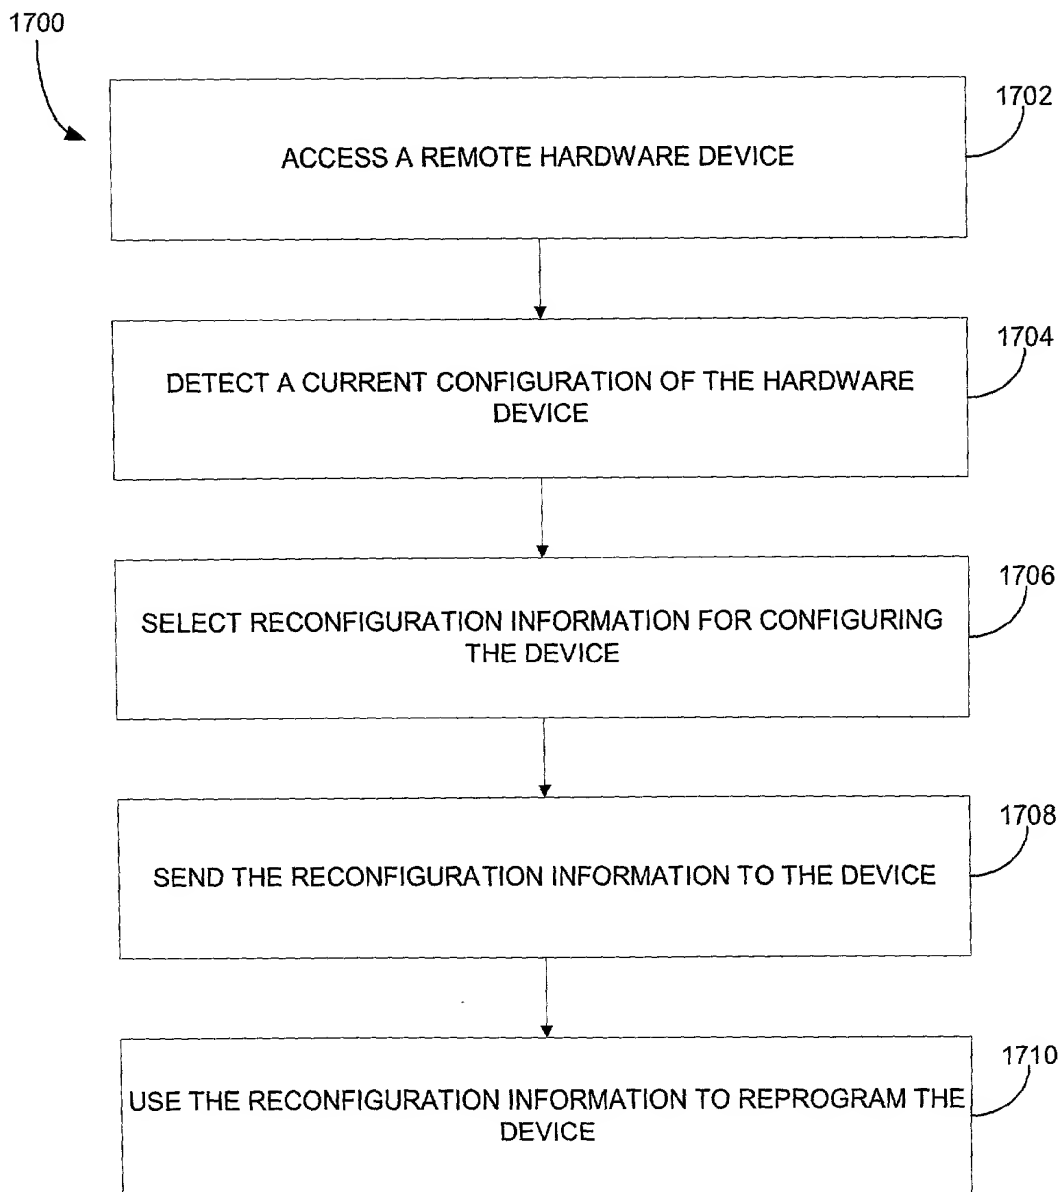 1700
1702
ACCESS A REMOTE HARDWARE DEVICE
1704
DETECT A CURRENT CONFIGURATION OF THE HARDWARE
DEVICE
1706
SELECT RECONFIGURATION INFORMATION FOR CONFIGURING
THE DEVICE
1708
SEND THE RECONFIGURATION INFORMATION TO THE DEVICE
1710
USE THE RECONFIGURATION INFORMATION TO REPROGRAM THE
DEVICE